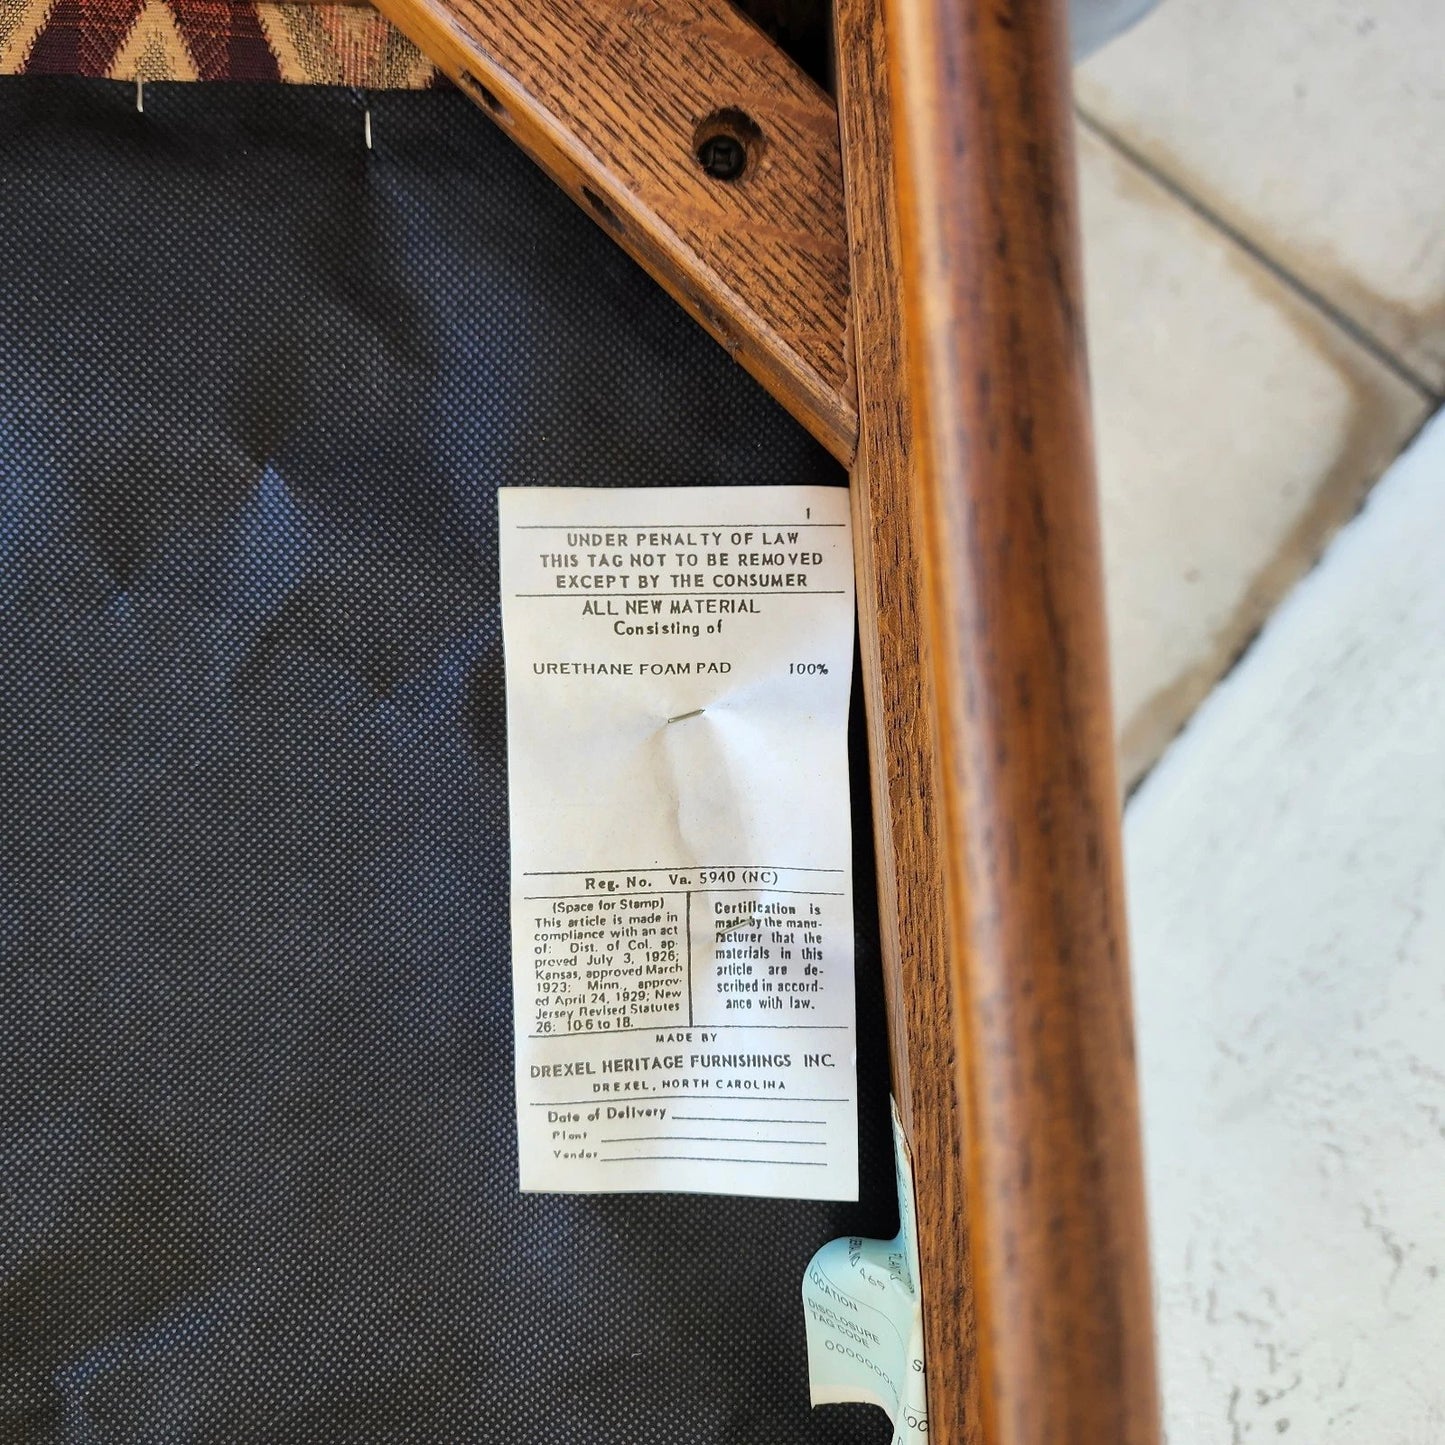 1
UNDER PENALTY OF LAW
THIS TAG NOT TO BE REMOVED
EXCEPT BY THE CONSUMER
ALL NEW MATERIAL
Consisting of
URETHANE FOAM PAD 100%
Reg. No. Va. 5940 (NC)
(Space for Stamp)
This article is made in
compliance with an act
of: Dist. of Col. ap-
proved July 3, 1926;
Kansas, approved March
1923; Minn., approv-
ed April 24, 1929; New
Jersey Revised Statutes
26: 10-6 to 18.
Certification is
made by the manu-
facturer that the
materials in this
article are de-
scribed in accord-
ance with law.
MADE BY
DREXEL HERITAGE FURNISHINGS INC.
DREXEL, NORTH CAROLINA
Date of Delivery
Plant
Vendor
469
LOCATION
DISCLOSURE
TAG CODE